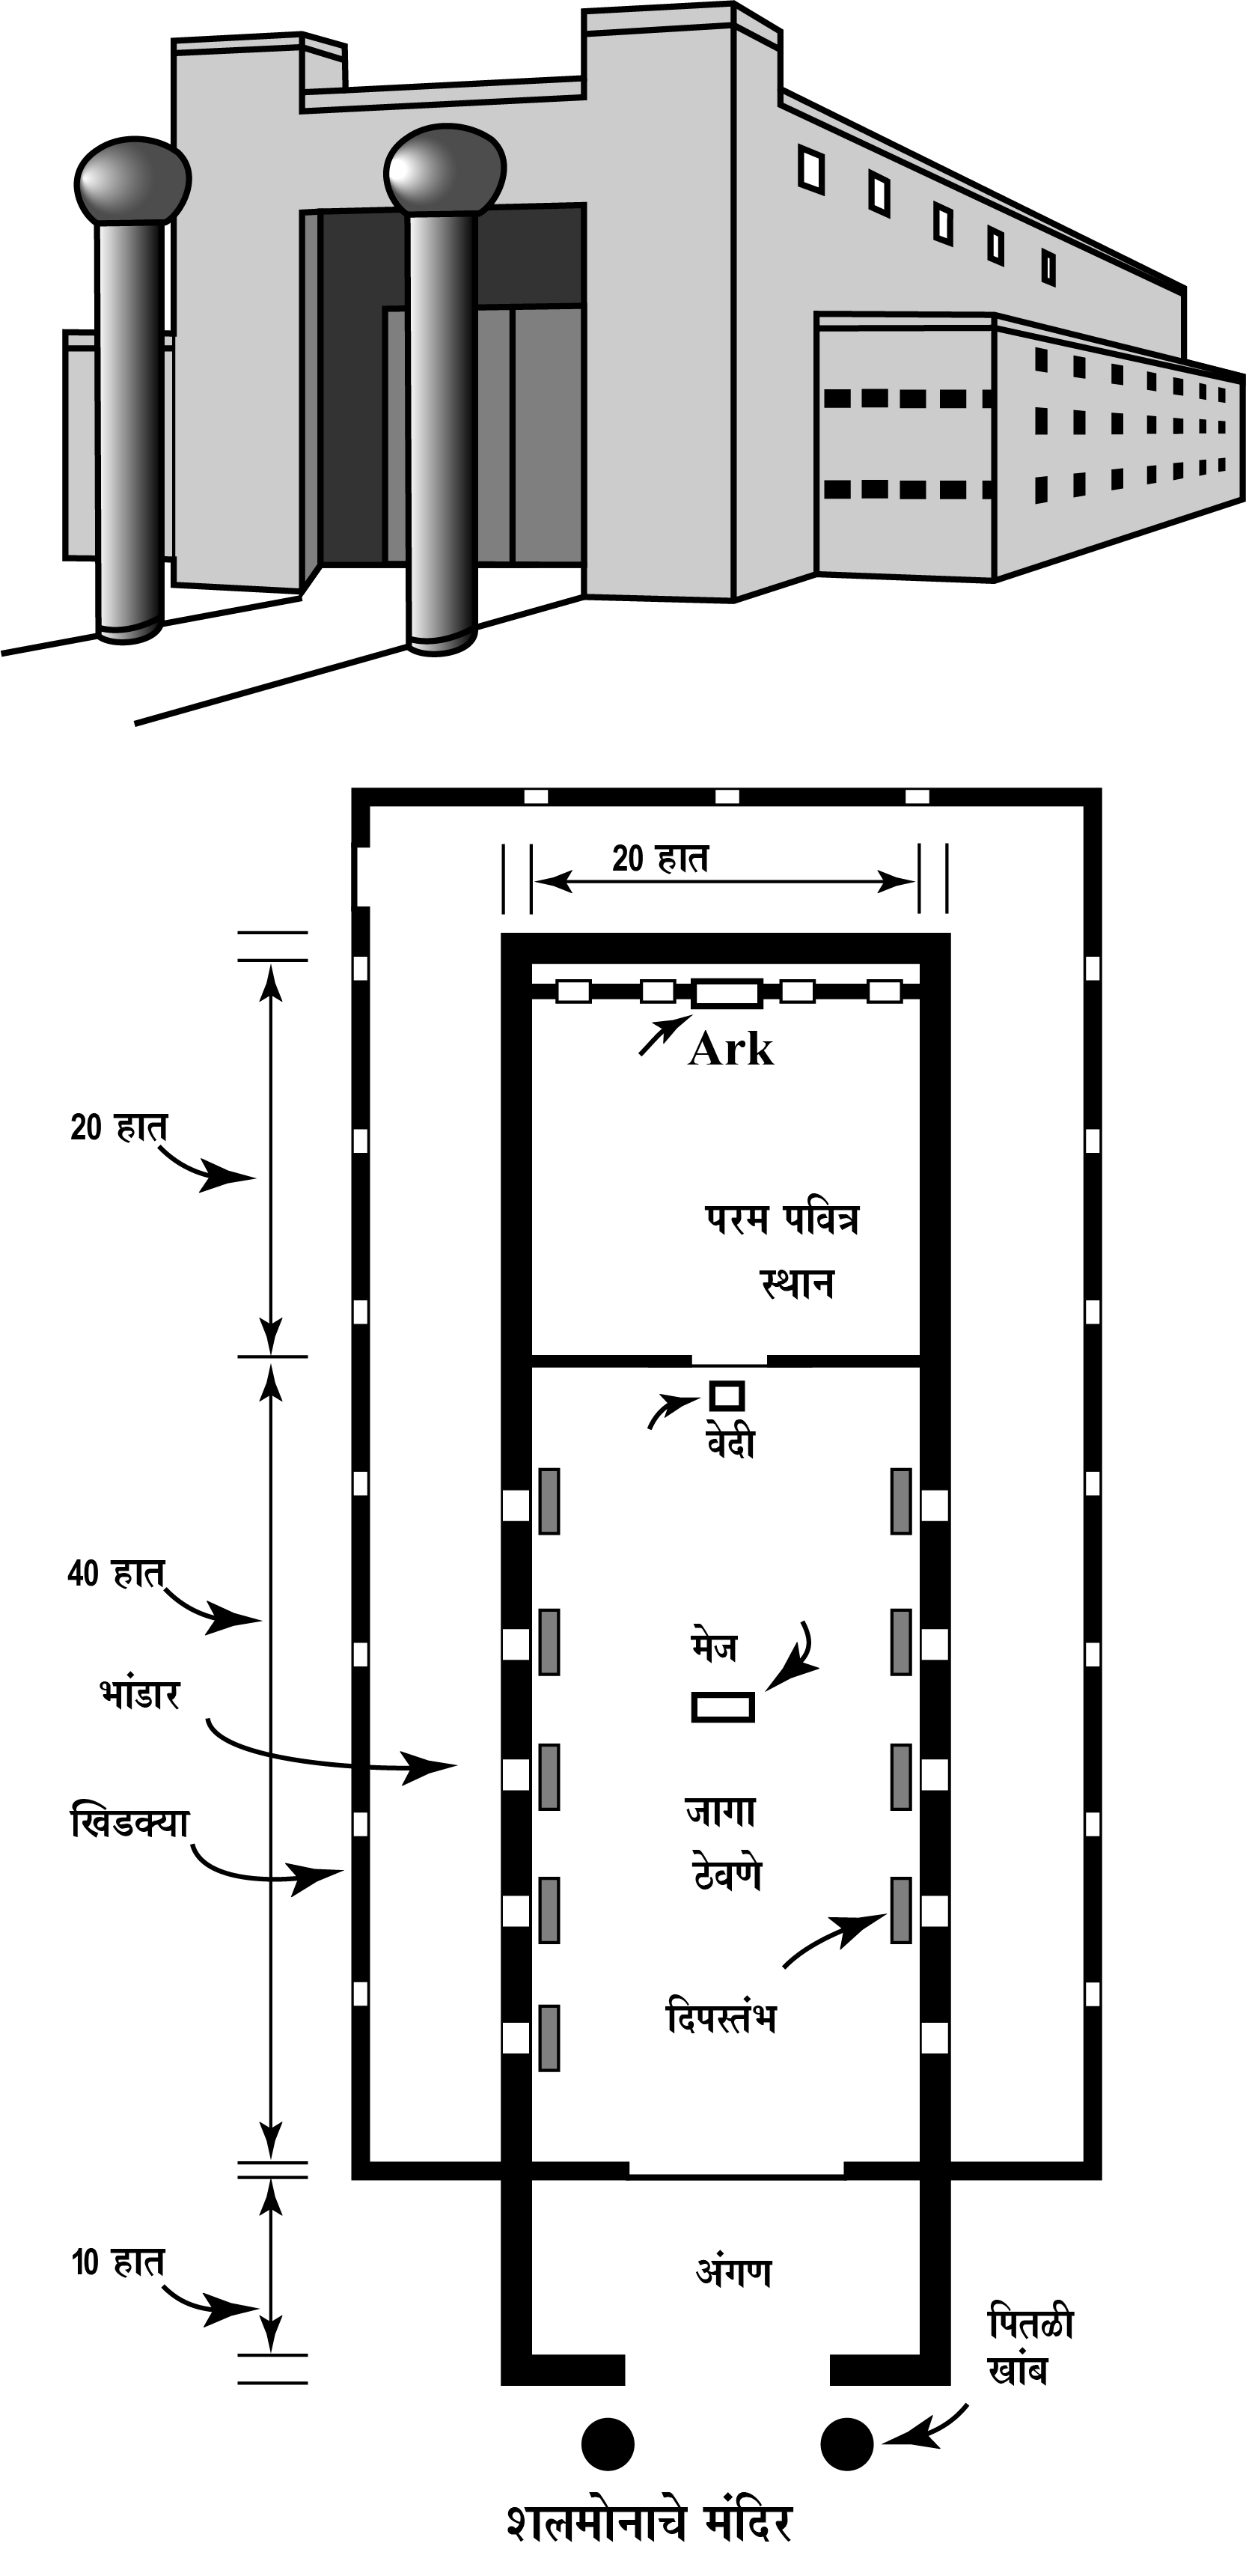 20 हात
Ark
20 हात
परम पवित्र
स्थान
वेदी
40 हात
मेज
भांडार
जागा
खिडक्या
ठेवणे
दिपस्तंभ
10 हात
अंगण
पितळी
खांब
शलमोनाचे मंदिर